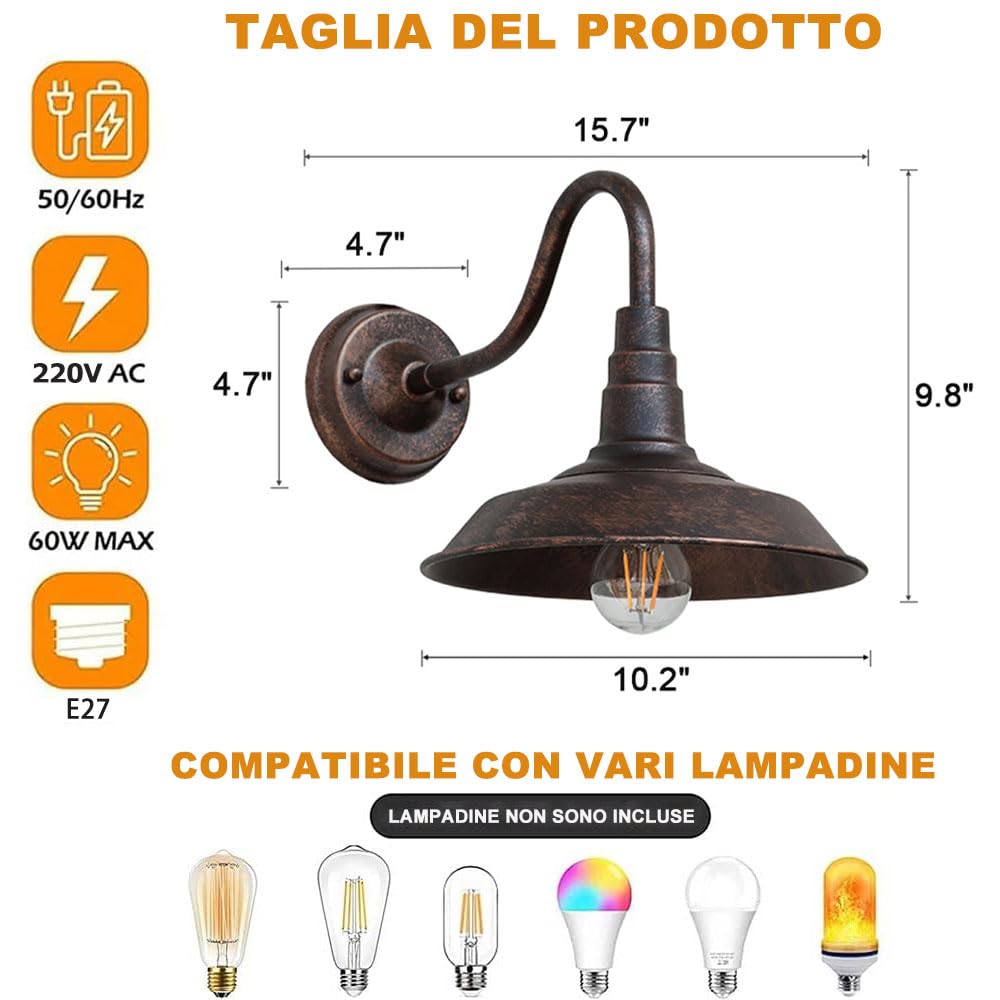 TAGLIA DEL PRODOTTO
50/60Hz
220V AC
60W MAX
E27
15.7"
4.7"
4.7"
9.8"
10.2"
COMPATIBILE CON VARI LAMPADINE
LAMPADINE NON SONO INCLUSE